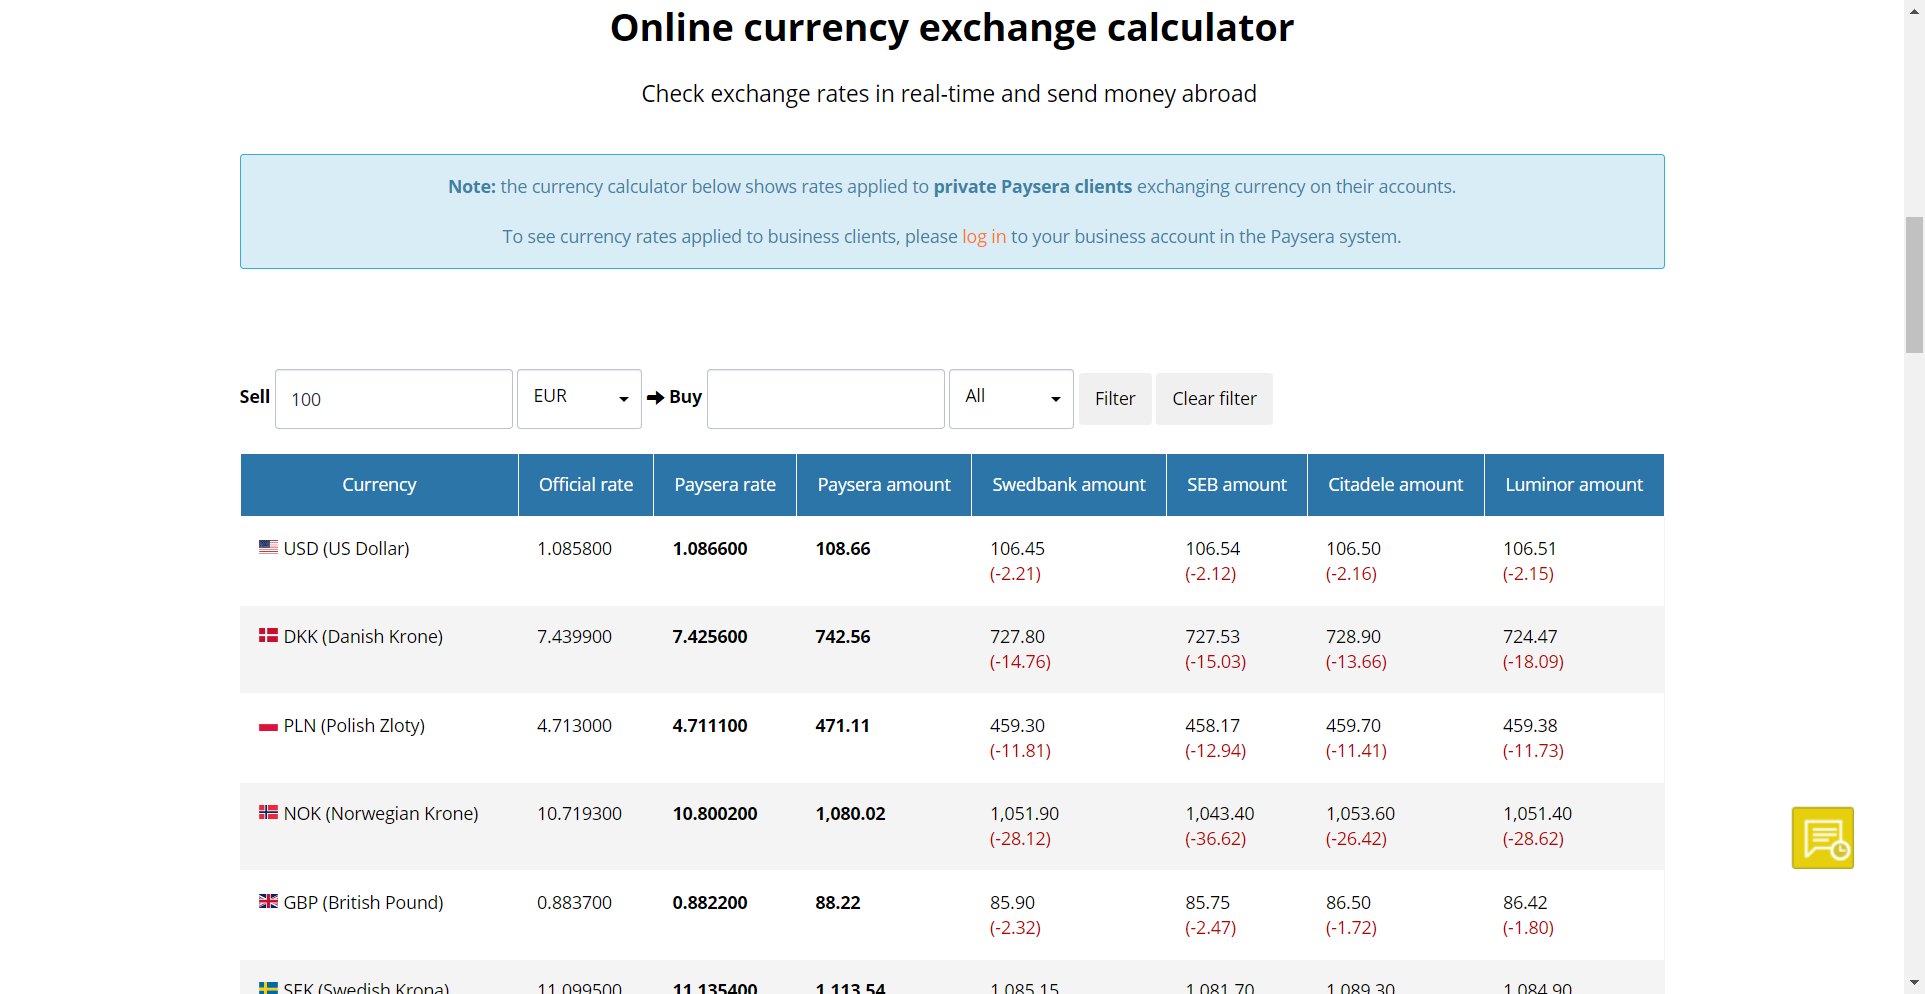 Online currency exchange calculator
Check exchange rates in real-time and send money abroad
Note: the currency calculator below shows rates applied to private Paysera clients exchanging currency on their accounts.
To see currency rates applied to business clients, please log in to your business account in the Paysera system.
Sell 100 EUR Buy All Filter Clear filter
Currency Official rate Paysera rate Paysera amount Swedbank amount SEB amount Citadele amount Luminor amount
USD (US Dollar) 1.085800 1.086600 108.66 106.45 106.54 106.50 106.51
(-2.21) (-2.12) (-2.16) (-2.15)
DKK (Danish Krone) 7.439900 7.425600 742.56 727.80 727.53 728.90 724.47
(-14.76) (-15.03) (-13.66) (-18.09)
PLN (Polish Zloty) 4.713000 4.711100 471.11 459.30 458.17 459.70 459.38
(-11.81) (-12.94) (-11.41) (-11.73)
NOK (Norwegian Krone) 10.719300 10.800200 1,080.02 1,051.90 1,043.40 1,053.60 1,051.40
(-28.12) (-36.62) (-26.42) (-28.62)
GBP (British Pound) 0.883700 0.882200 88.22 85.90 85.75 86.50 86.42
(-2.32) (-2.47) (-1.72) (-1.80)
SEK (Swedish Krona) 11.099500 11.135400 1,113.54 1,085.15 1,081.70 1,089.30 1,084.90